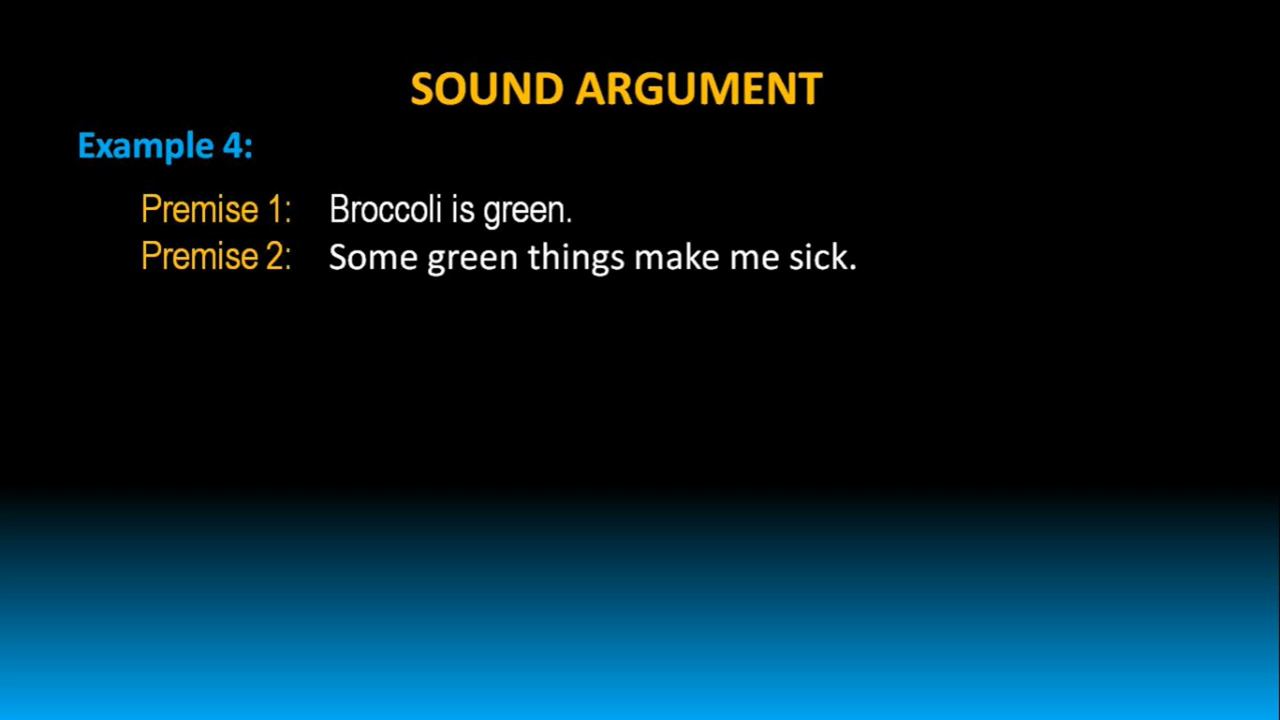 SOUND ARGUMENT
Example 4:
Premise 1: Broccoli is green.
Premise 2: Some green things make me sick.